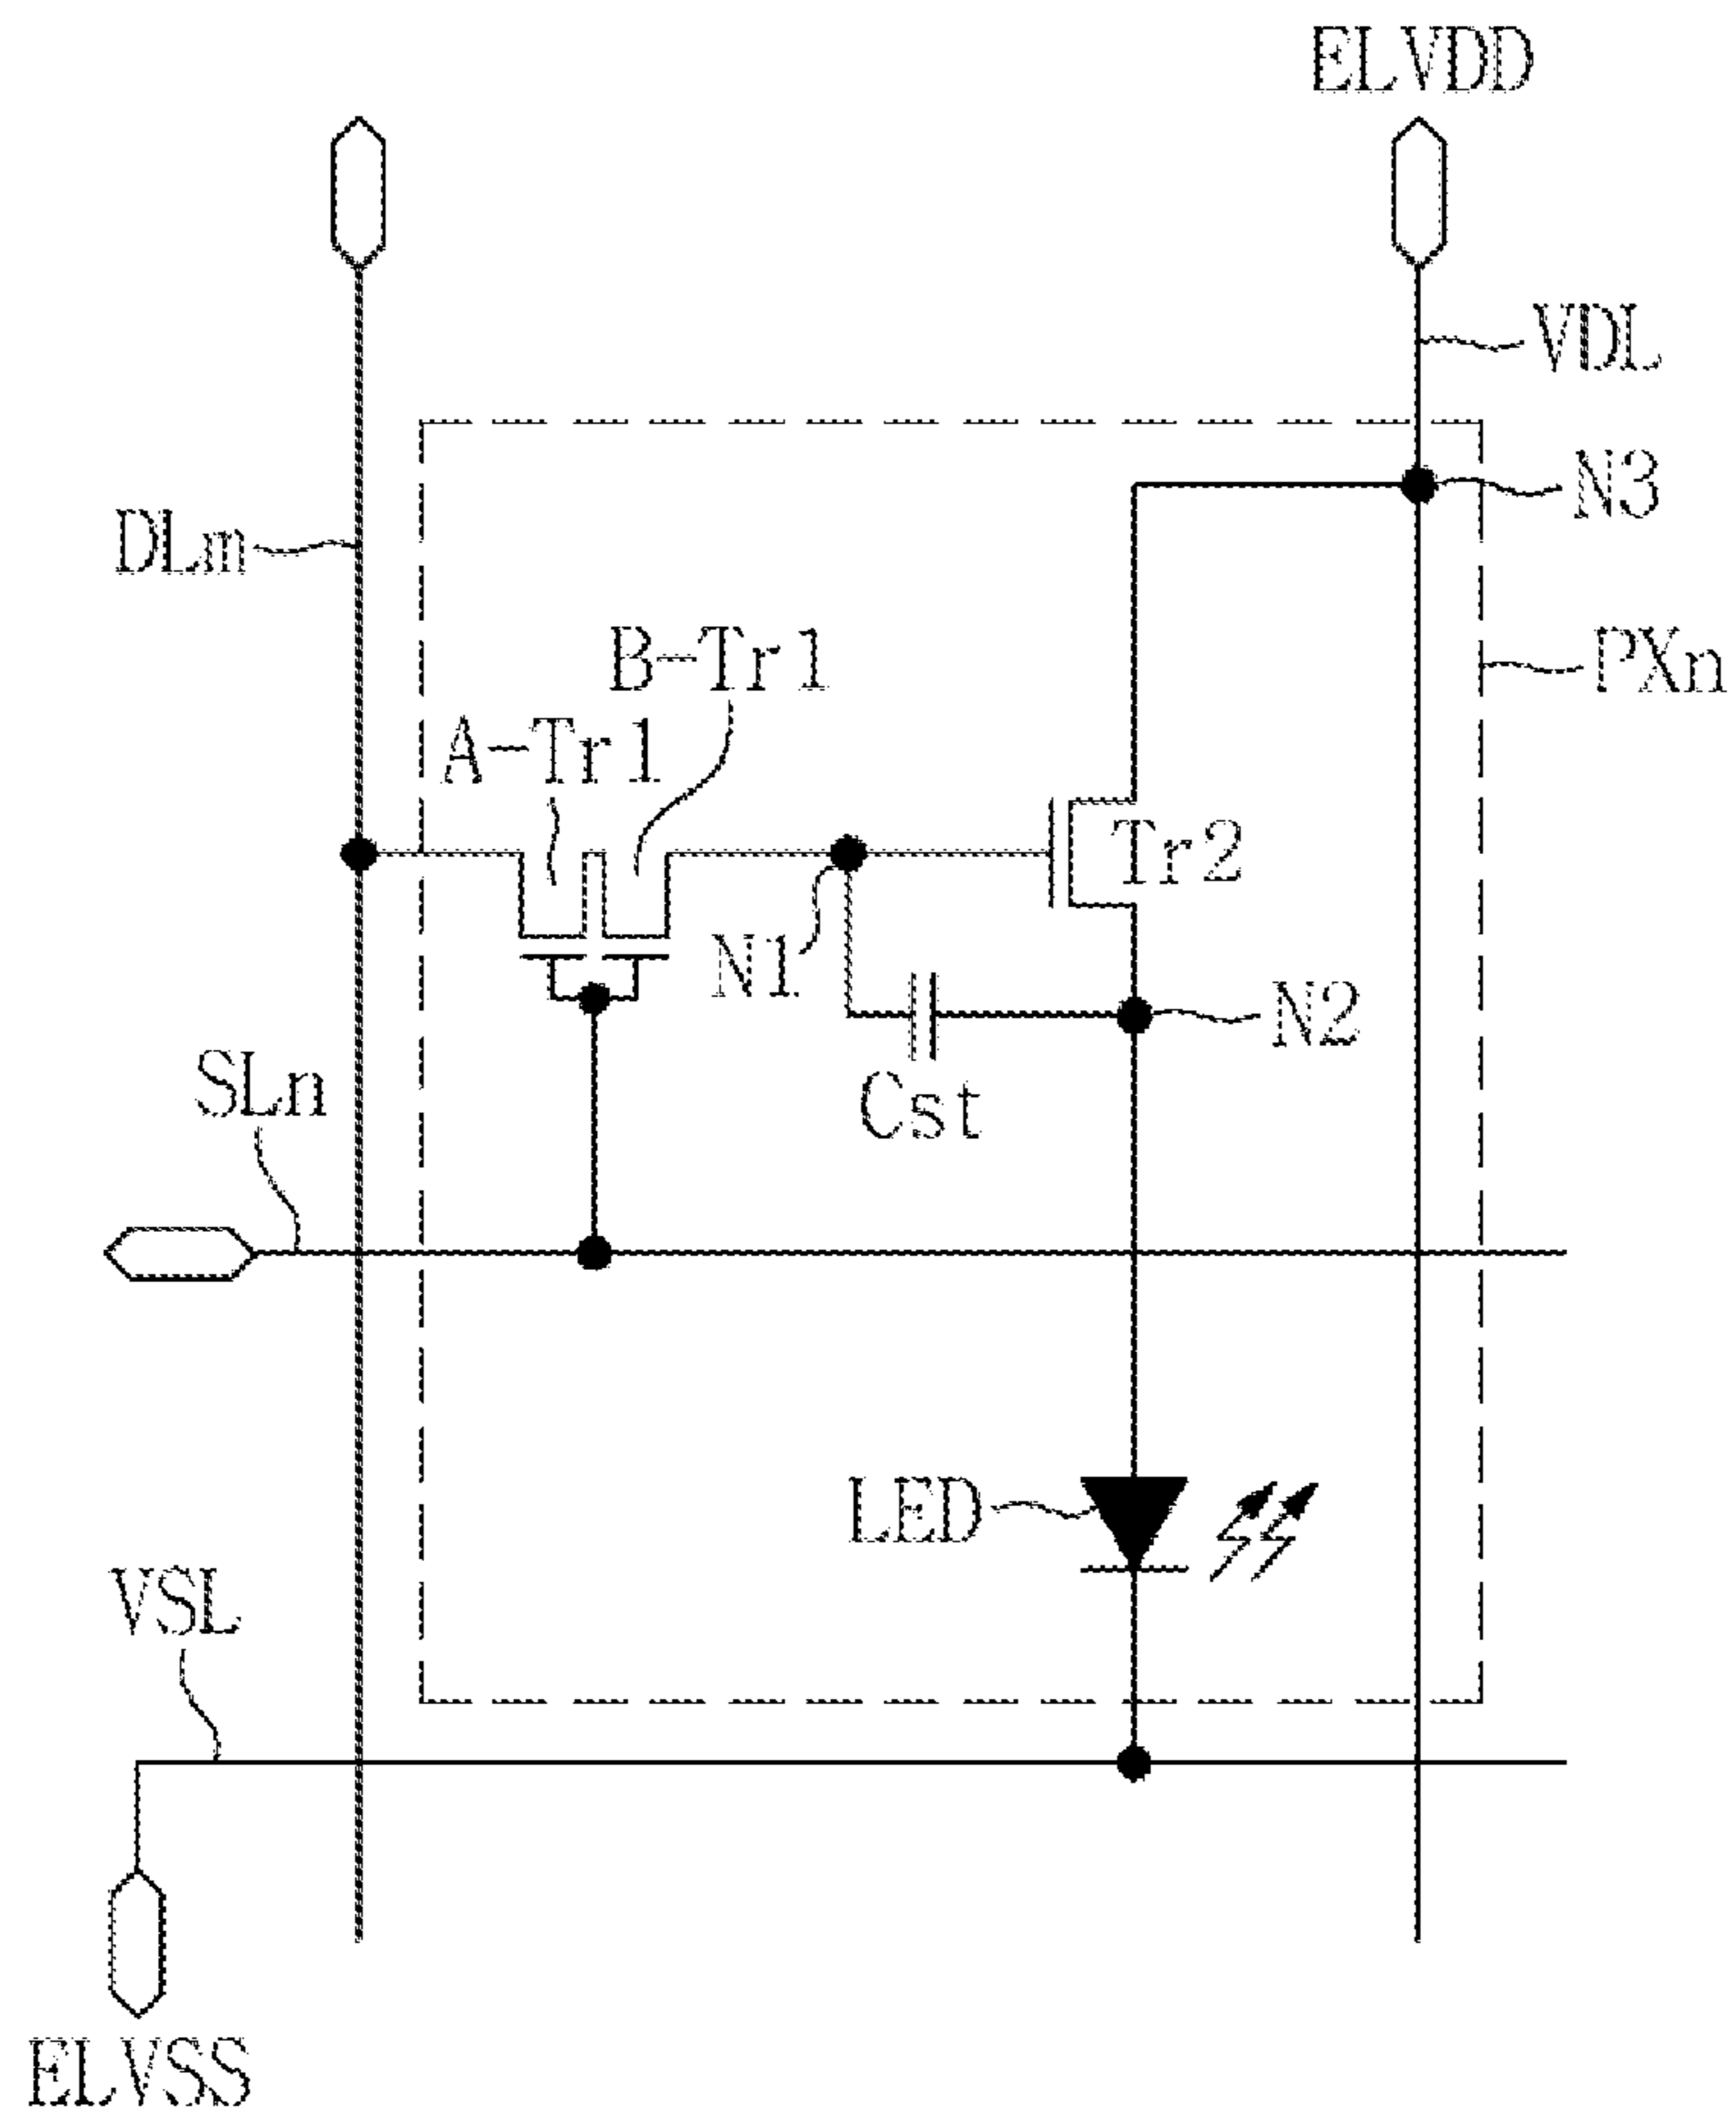 ELVDD
VDL
N3
DLm
B-Tr1
PXn
A-Tr1
Tr2
N1
N2
SLn
Cst
LED
VSL
ELVSS